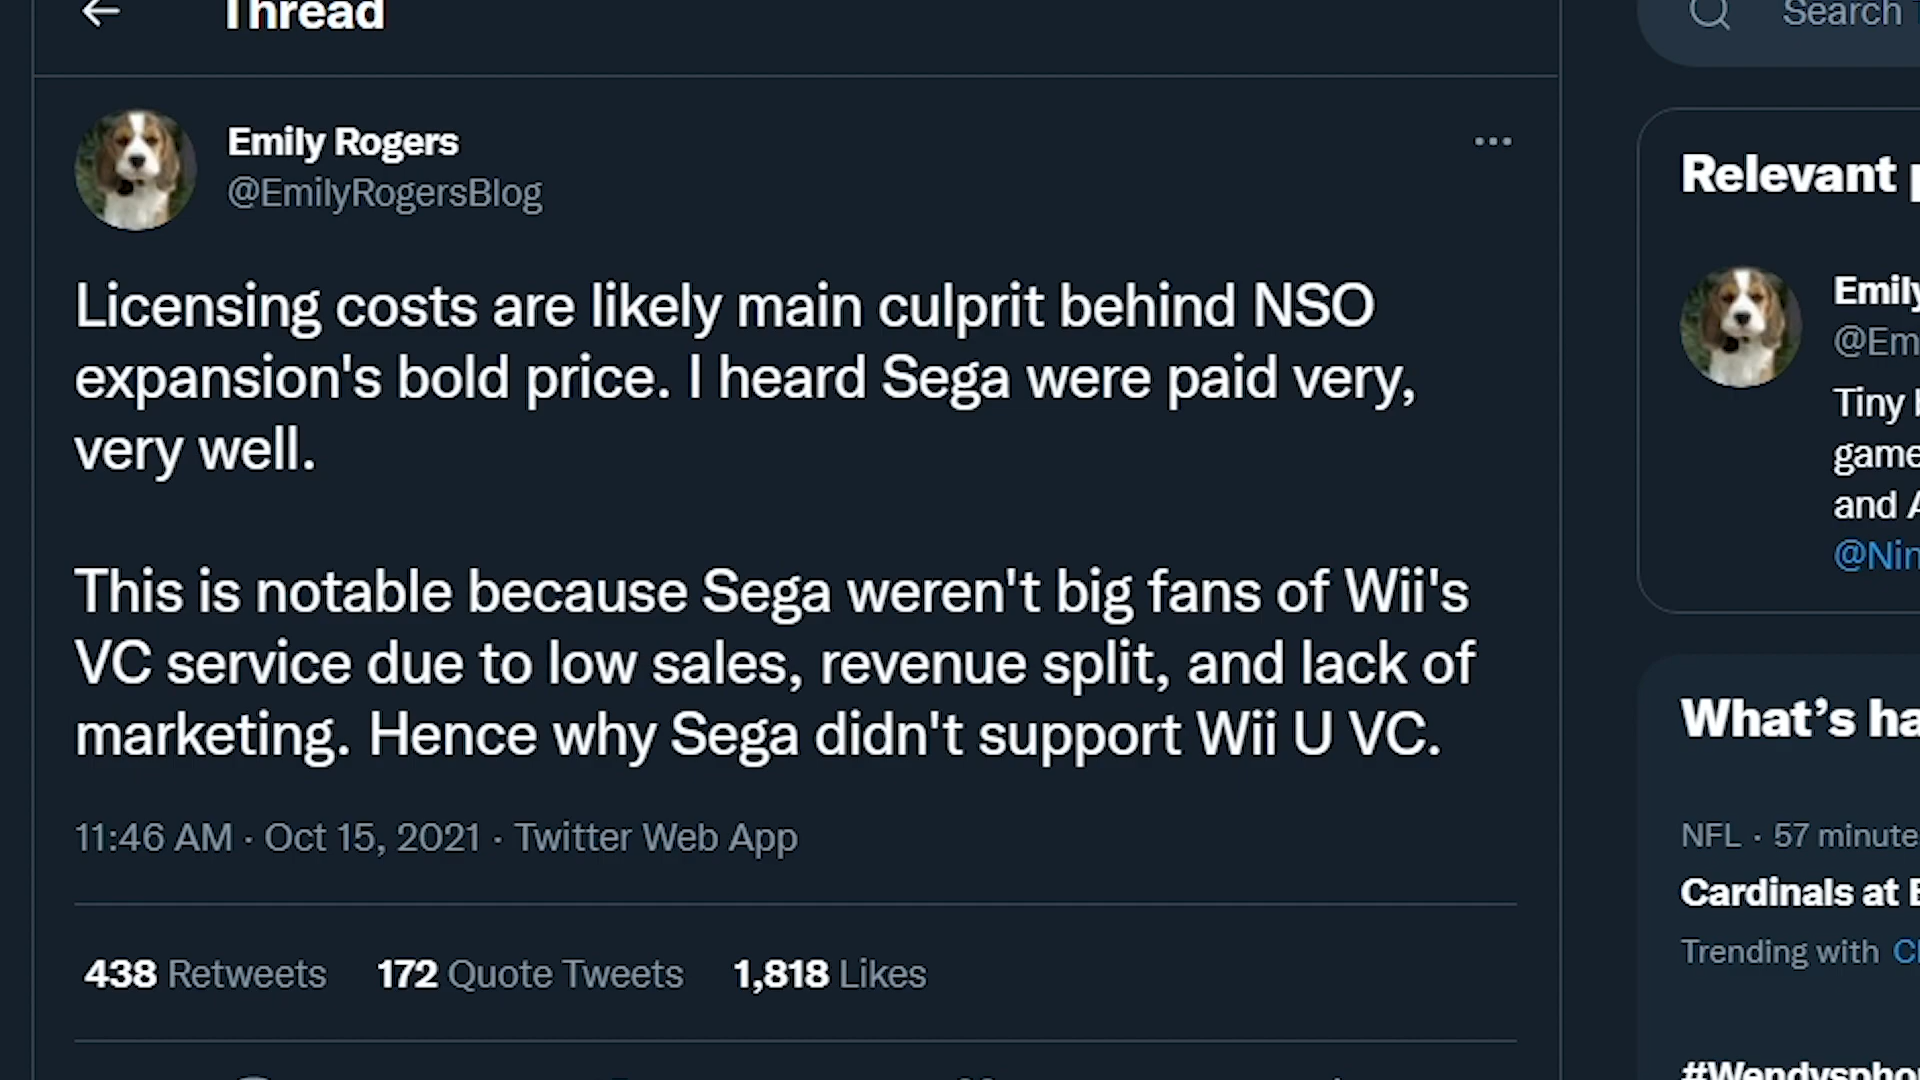 Thread
Search
Emily Rogers
@EmilyRogersBlog
Licensing costs are likely main culprit behind NSO
expansion's bold price. I heard Sega were paid very,
very well.
This is notable because Sega weren't big fans of Wii's
VC service due to low sales, revenue split, and lack of
marketing. Hence why Sega didn't support Wii U VC.
11:46 AM · Oct 15, 2021 · Twitter Web App
438 Retweets 172 Quote Tweets 1,818 Likes
Relevant
Emily
@Em
Tiny
game
and
@Nin
What's ha
NFL · 57 minute
Cardinals at
Trending with
#Wendyspho